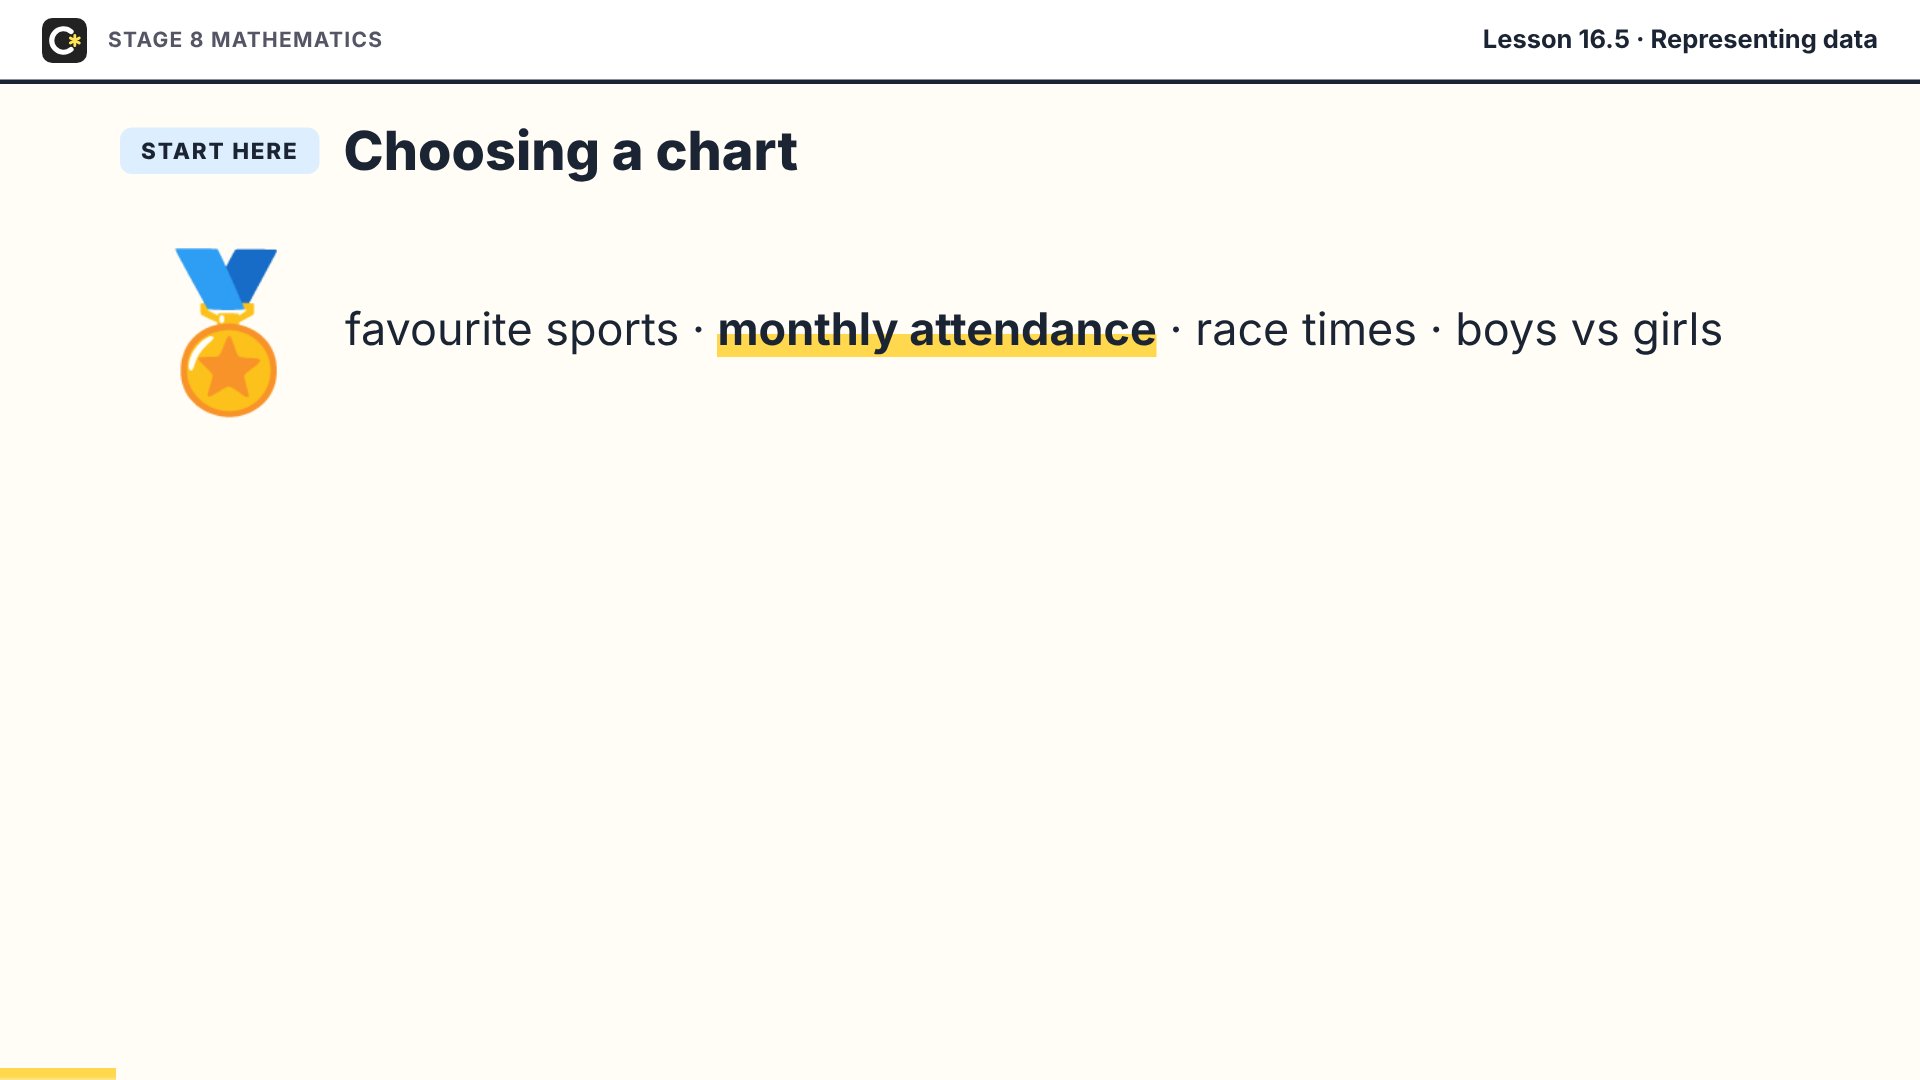 STAGE 8 MATHEMATICS
Lesson 16.5 · Representing data
START HERE
Choosing a chart
favourite sports · monthly attendance · race times · boys vs girls